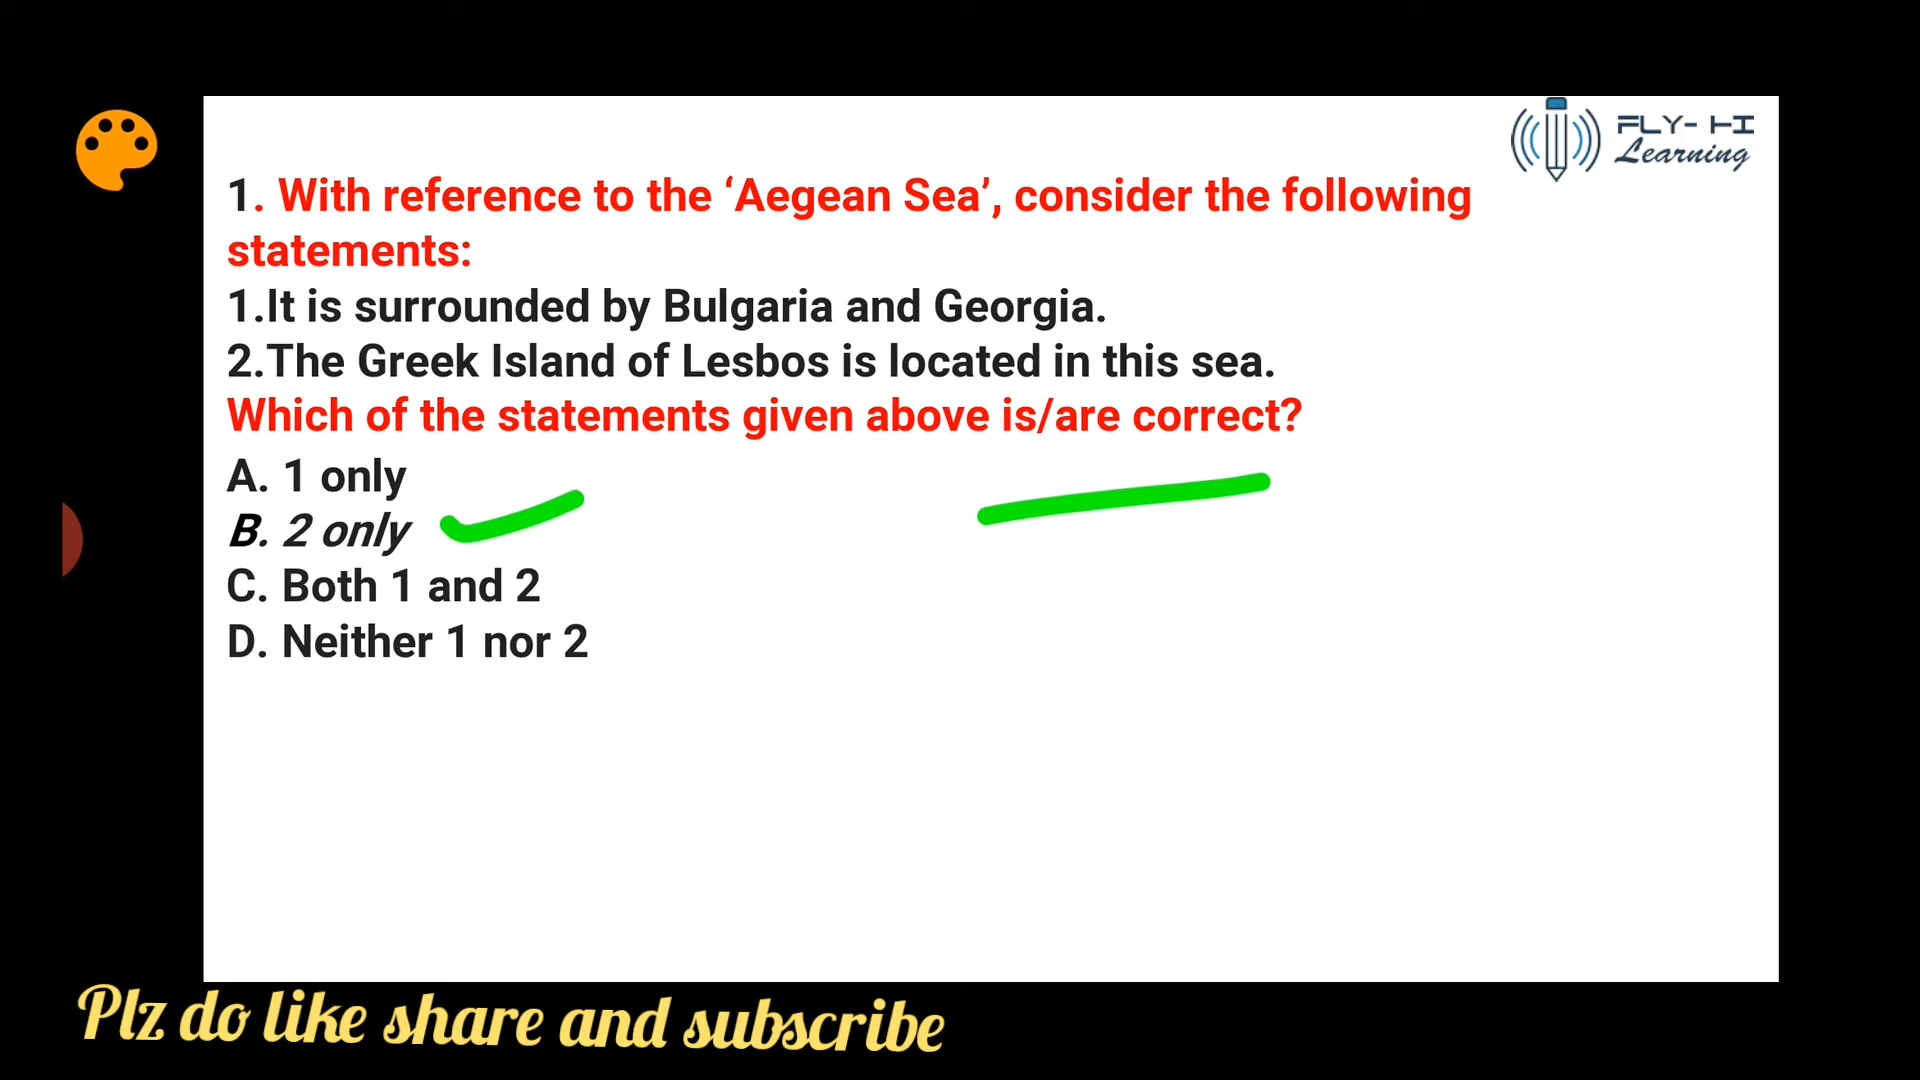 FLY-HI
Learning
1. With reference to the ‘Aegean Sea’, consider the following
statements:
1.It is surrounded by Bulgaria and Georgia.
2.The Greek Island of Lesbos is located in this sea.
Which of the statements given above is/are correct?
A. 1 only
B. 2 only
C. Both 1 and 2
D. Neither 1 nor 2
Plz do like share and subscribe